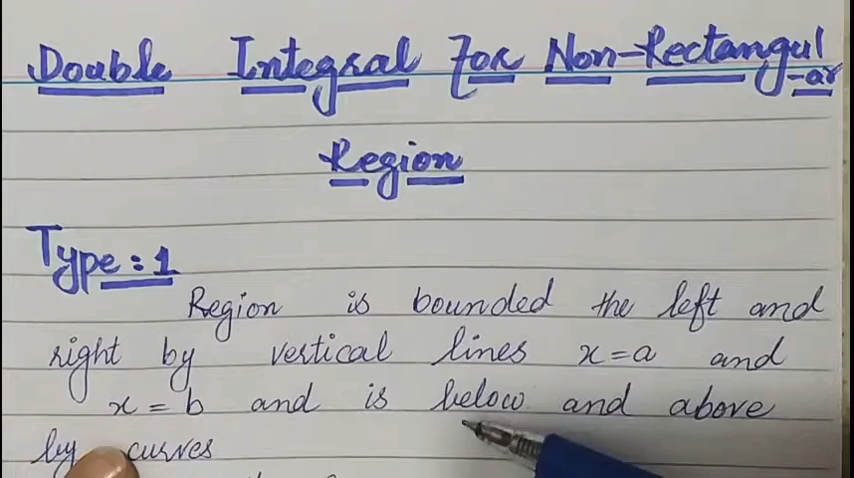 Double Integral For Non-Rectangul
-ar
Region
Type:1
Region is bounded the left and
right by vertical lines x=a and
x=b and is below and above
by curves